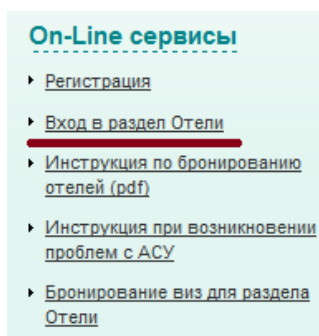 On-Line сервисы
Регистрация
Вход в раздел Отели
Инструкция по бронированию
отелей (pdf)
Инструкция при возникновении
проблем с АСУ
Бронирование виз для раздела
Отели